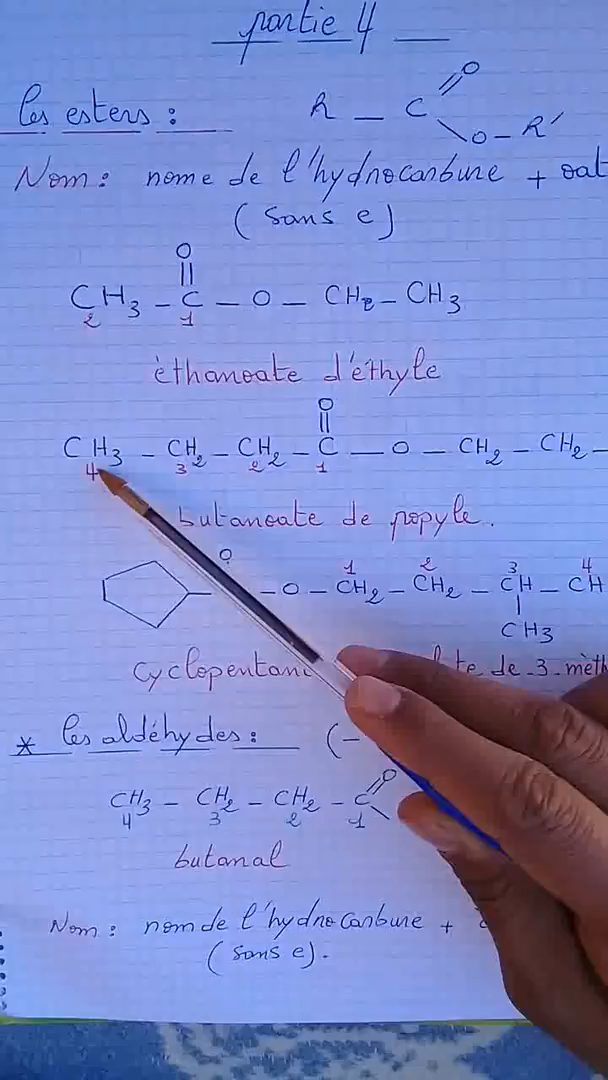 partie 4
les esters : R — C
O
O — R'
Nom : nome de l'hydrocarbure + oat
(Sans e)
O
CH3 — C — O — CH2 — CH3
2 1
éthanoate d'éthyle
O
CH3 — CH2 — CH2 — C — O — CH2 — CH2 —
4 3 2 1
butanoate de propyle.
O
1 2 3 4
— O — CH2 — CH2 — CH — CH
CH3
Cyclopentan te de 3 méth
* les aldéhydes : (–
O
CH3 — CH2 — CH2 — C
4 3 2 1
butanal
Nom : nom de l'hydrocarbure +
(sans e).